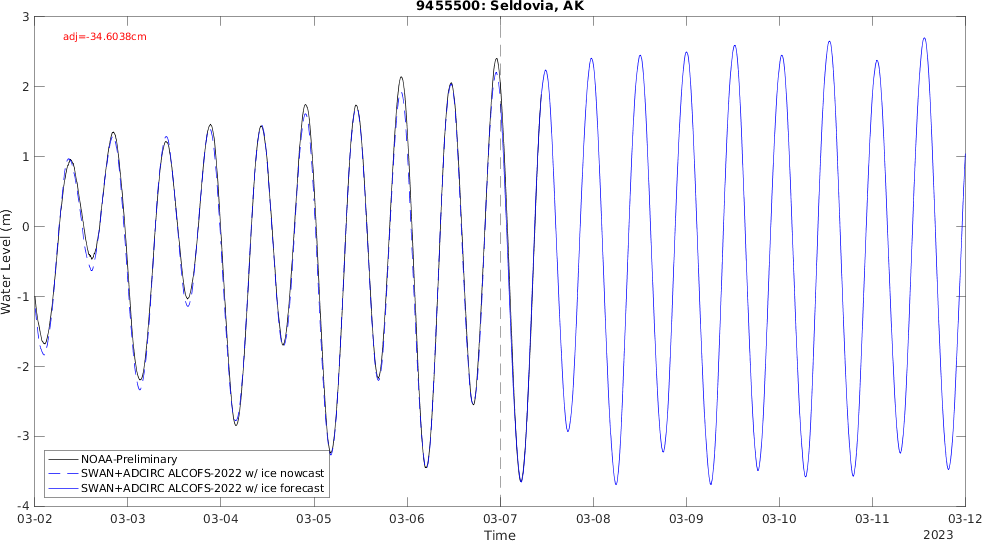 9455500: Seldovia, AK
adj=-34.6038cm
3
2
1
0
-1
-2
-3
-4
Water Level (m)
NOAA-Preliminary
SWAN+ADCIRC ALCOFS-2022 w/ ice nowcast
SWAN+ADCIRC ALCOFS-2022 w/ ice forecast
03-02 03-03 03-04 03-05 03-06 03-07 03-08 03-09 03-10 03-11 03-12
Time
2023